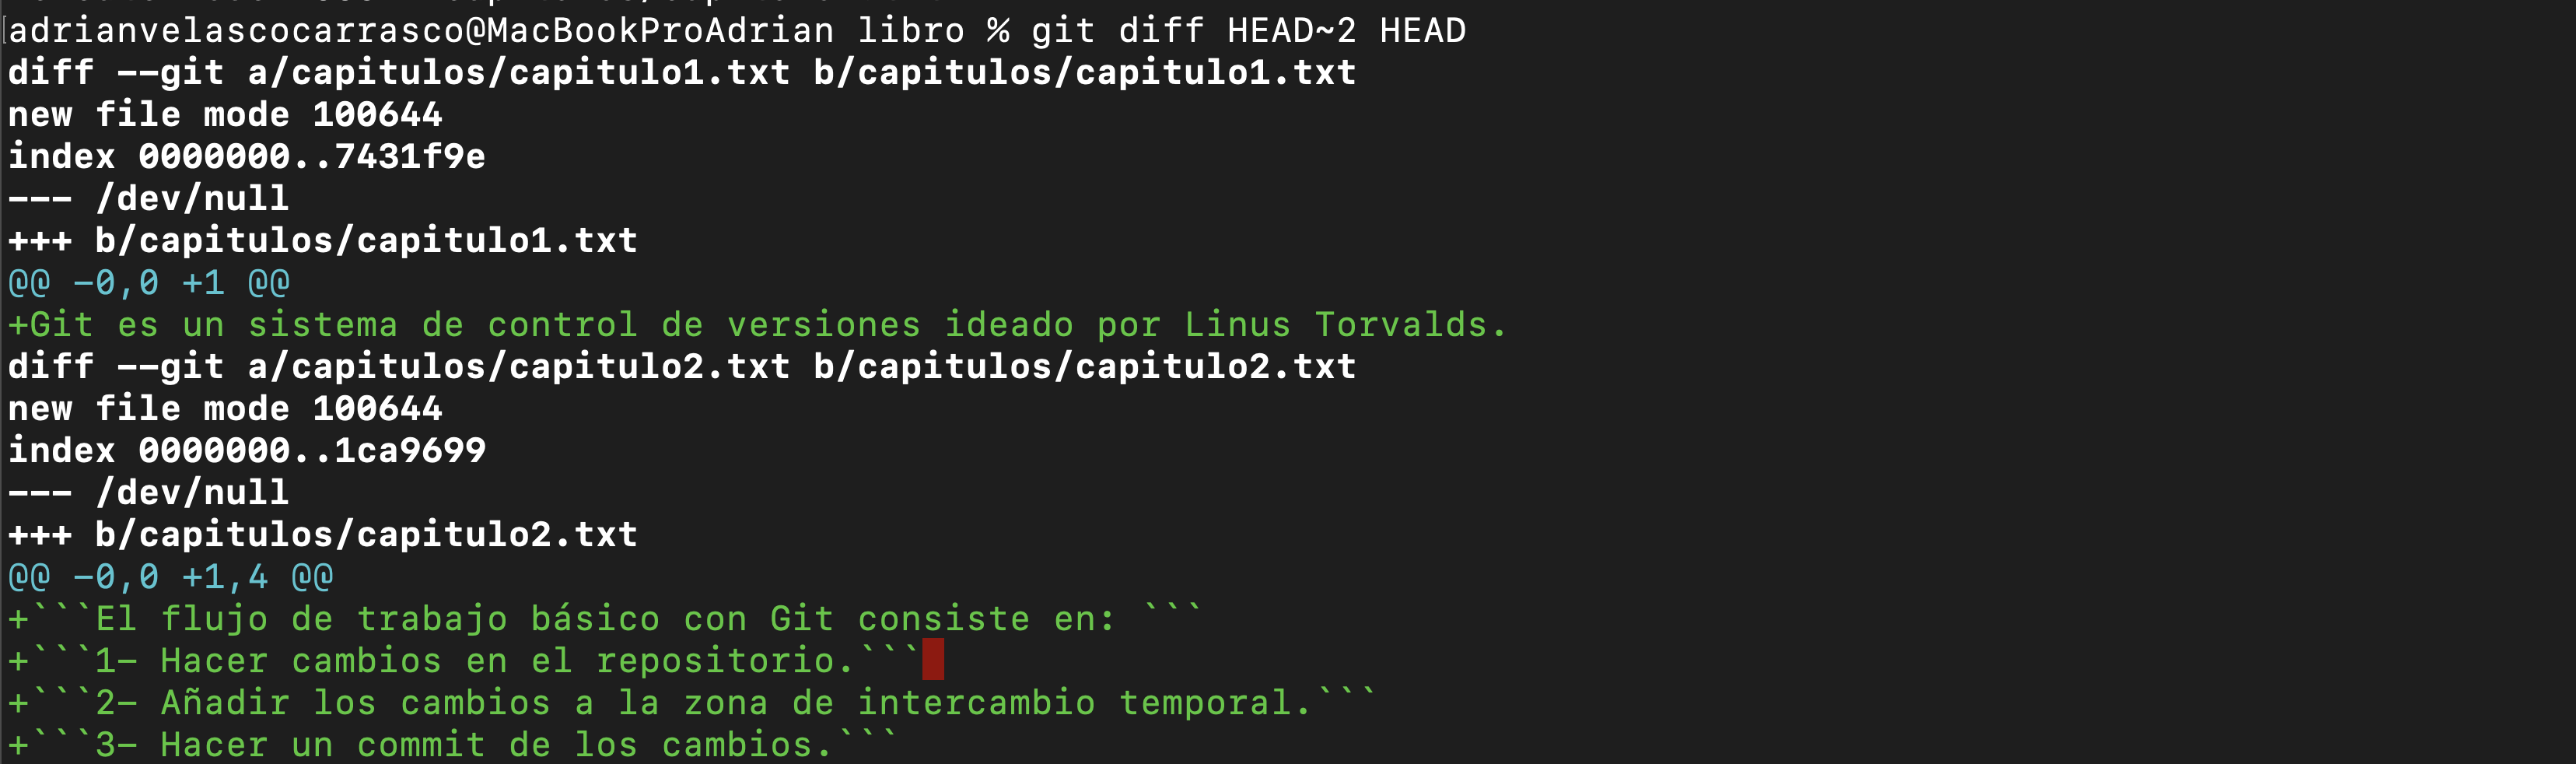 adrianvelascocarrasco@MacBookProAdrian libro % git diff HEAD~2 HEAD
diff --git a/capitulos/capitulo1.txt b/capitulos/capitulo1.txt
new file mode 100644
index 0000000..7431f9e
--- /dev/null
+++ b/capitulos/capitulo1.txt
@@ -0,0 +1 @@
+Git es un sistema de control de versiones ideado por Linus Torvalds.
diff --git a/capitulos/capitulo2.txt b/capitulos/capitulo2.txt
new file mode 100644
index 0000000..1ca9699
--- /dev/null
+++ b/capitulos/capitulo2.txt
@@ -0,0 +1,4 @@
+```El flujo de trabajo básico con Git consiste en: ```
+```1- Hacer cambios en el repositorio.```
+```2- Añadir los cambios a la zona de intercambio temporal.```
+```3- Hacer un commit de los cambios.```